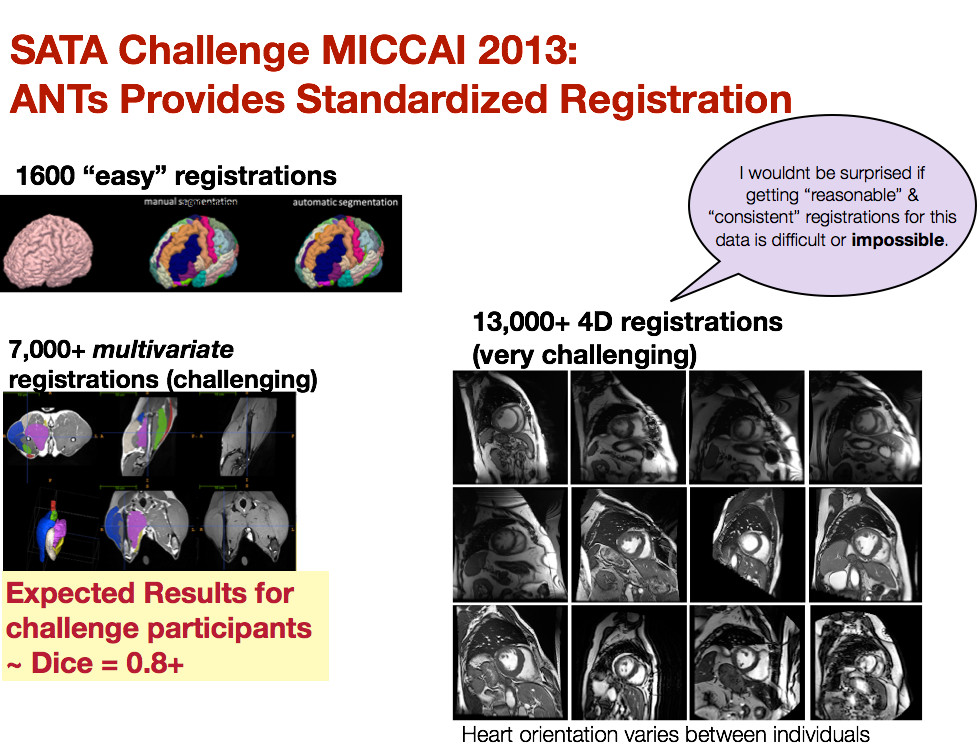 SATA Challenge MICCAI 2013:
ANTs Provides Standardized Registration
1600 “easy” registrations
manual segmentation
automatic segmentation
I wouldnt be surprised if
getting “reasonable” &
“consistent” registrations for this
data is difficult or impossible.
7,000+ multivariate
registrations (challenging)
Expected Results for
challenge participants
~ Dice = 0.8+
13,000+ 4D registrations
(very challenging)
Heart orientation varies between individuals